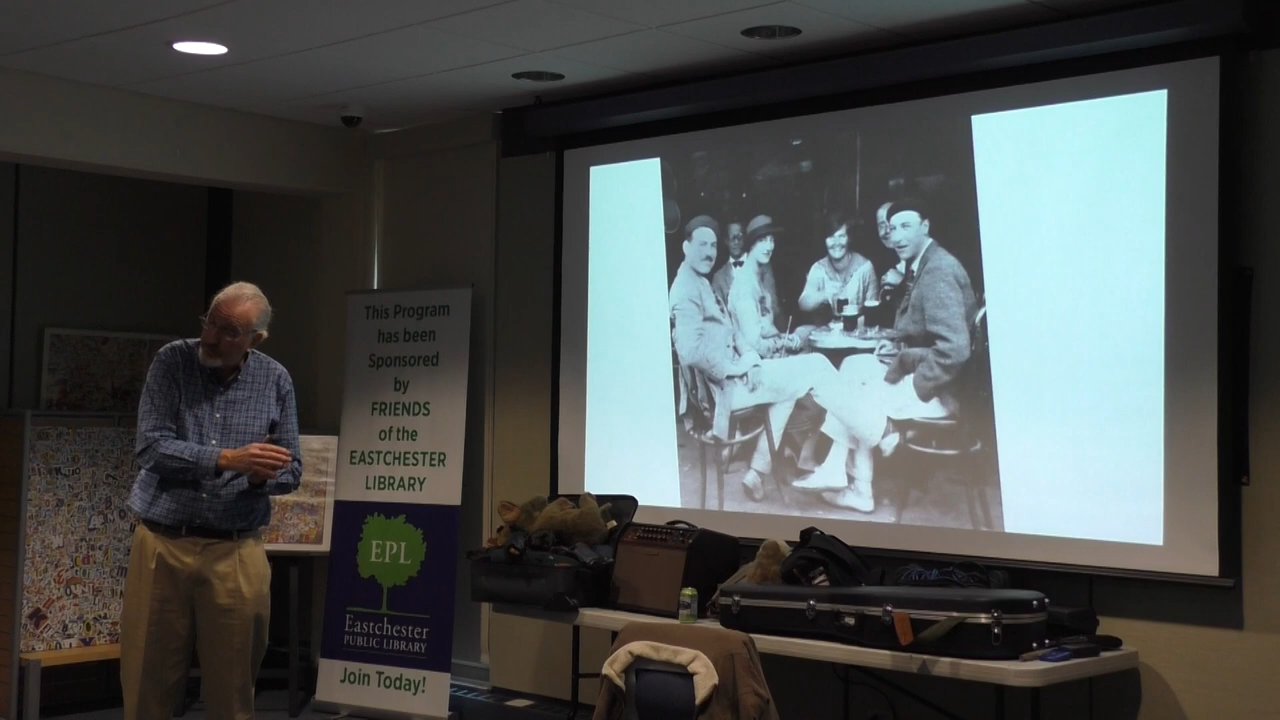 This Program
has been
Sponsored
by
FRIENDS
of the
EASTCHESTER
LIBRARY
EPL
Eastchester
PUBLIC LIBRARY
Join Today!